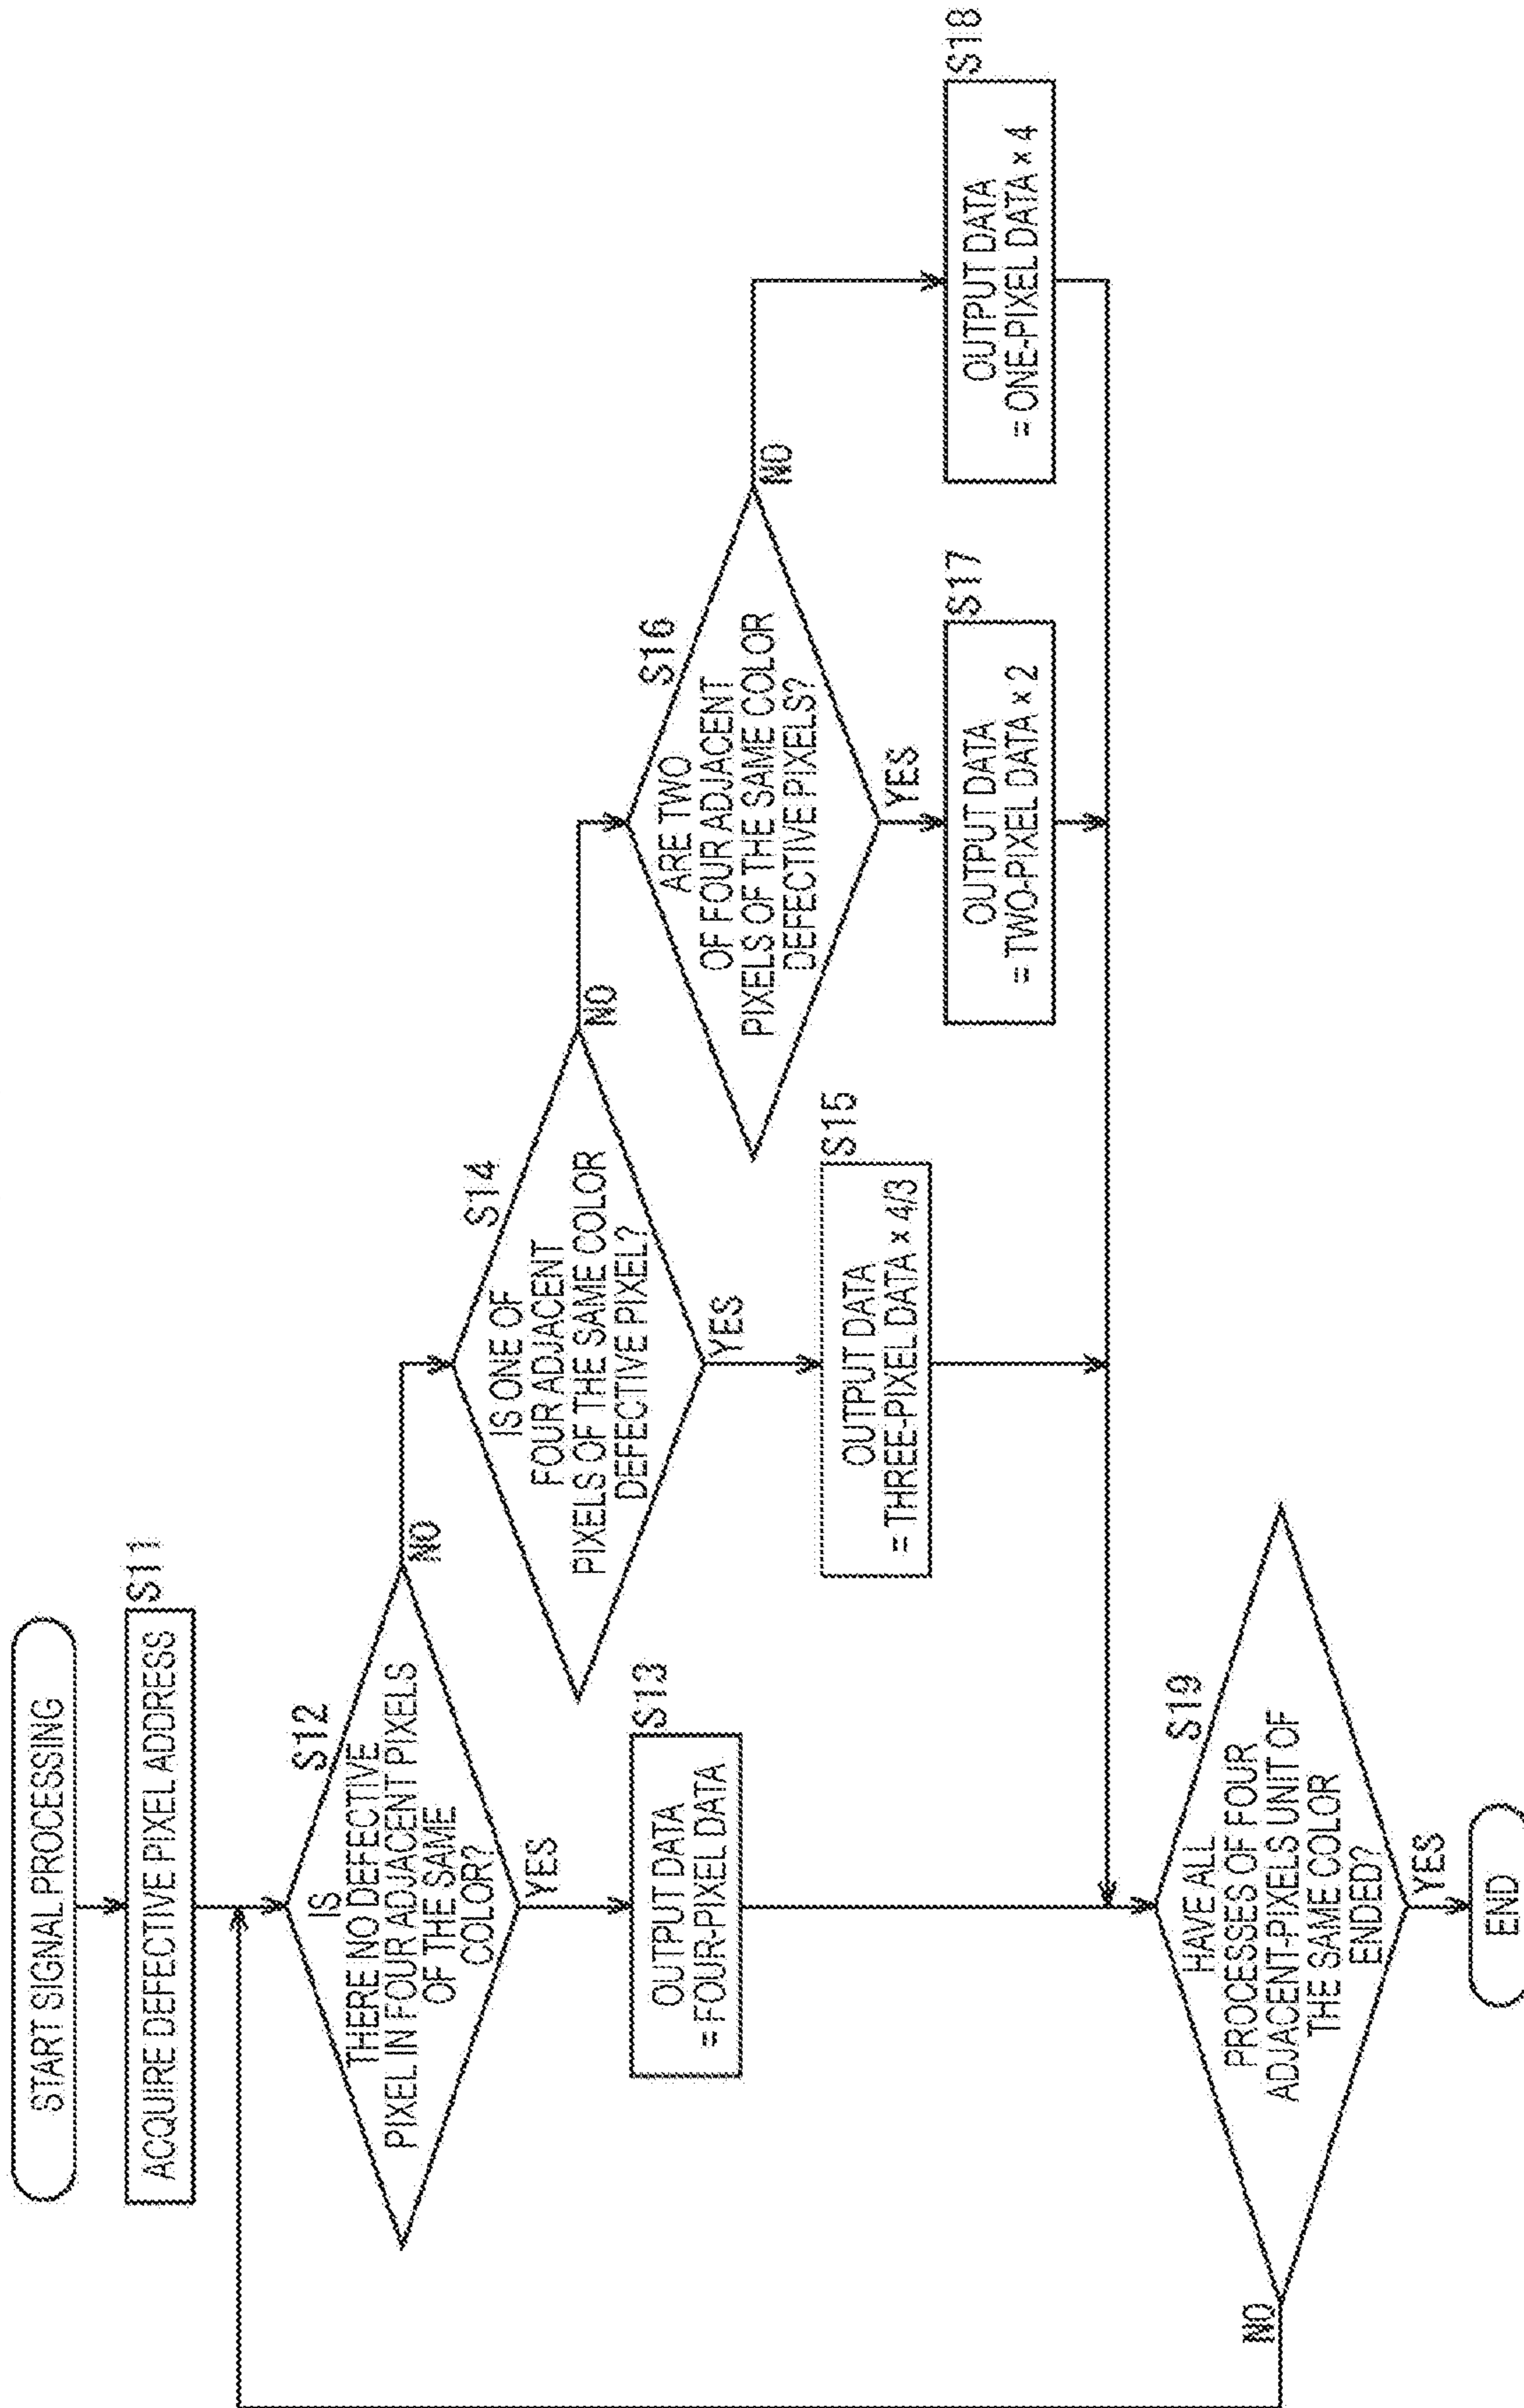 START SIGNAL PROCESSING
S11
ACQUIRE DEFECTIVE PIXEL ADDRESS
S12
IS
THERE NO DEFECTIVE
PIXEL IN FOUR ADJACENT PIXELS
OF THE SAME
COLOR?
NO
YES
S13
OUTPUT DATA
= FOUR-PIXEL DATA
S14
IS ONE OF
FOUR ADJACENT
PIXELS OF THE SAME COLOR
DEFECTIVE PIXEL?
NO
YES
S15
OUTPUT DATA
= THREE-PIXEL DATA × 4/3
S16
ARE TWO
OF FOUR ADJACENT
PIXELS OF THE SAME COLOR
DEFECTIVE PIXELS?
NO
YES
S17
OUTPUT DATA
= TWO-PIXEL DATA × 2
S18
OUTPUT DATA
= ONE-PIXEL DATA × 4
S19
HAVE ALL
PROCESSES OF FOUR
ADJACENT-PIXELS UNIT OF
THE SAME COLOR
ENDED?
NO
YES
END